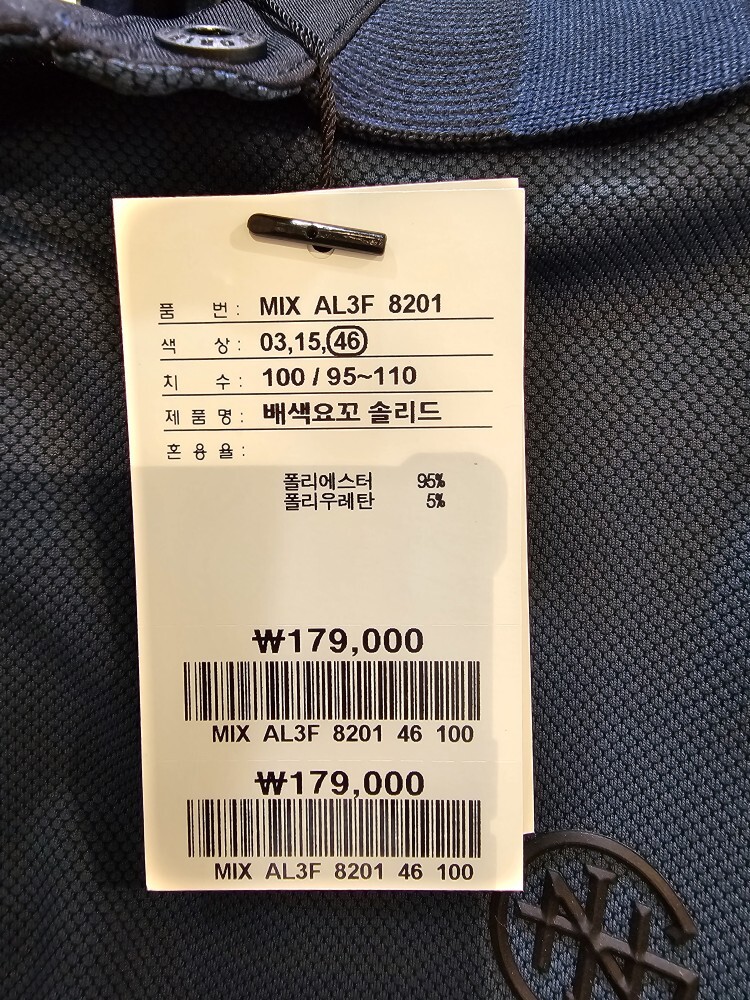 품 번 : MIX AL3F 8201
색 상 : 03,15,46
치 수 : 100 / 95~110
제 품 명 : 배색요꼬 솔리드
혼 용 율 :
폴리에스터 95%
폴리우레탄 5%
₩179,000
MIX AL3F 8201 46 100
₩179,000
MIX AL3F 8201 46 100